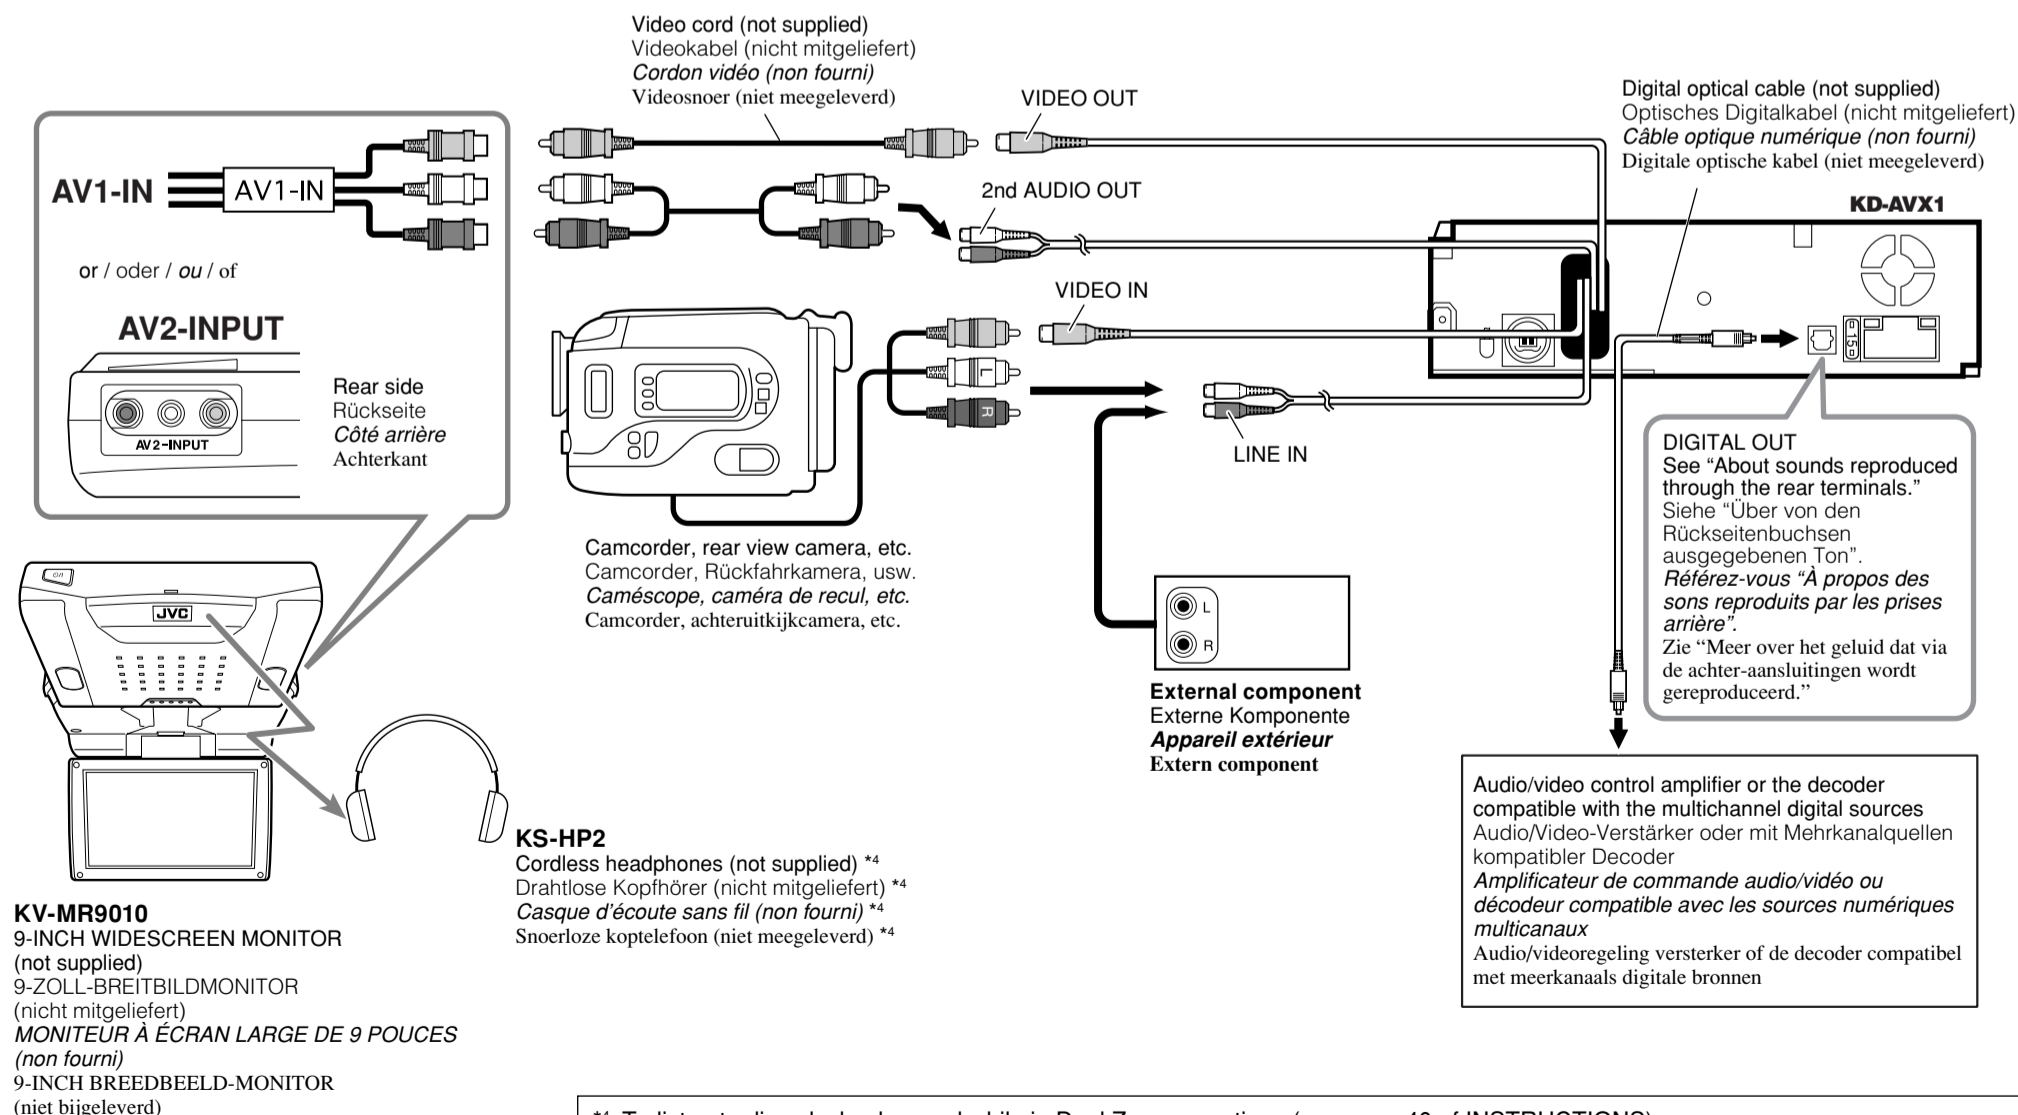 Video cord (not supplied)
Videokabel (nicht mitgeliefert)
Cordon vidéo (non fourni)
Videosnoer (niet meegeleverd)
VIDEO OUT
Digital optical cable (not supplied)
Optisches Digitalkabel (nicht mitgeliefert)
Câble optique numérique (non fourni)
Digitale optische kabel (niet meegeleverd)
AV1-IN
AV1-IN
2nd AUDIO OUT
KD-AVX1
or / oder / ou / of
AV2-INPUT
AV2-INPUT
Rear side
Rückseite
Côté arrière
Achterkant
VIDEO IN
L
R
LINE IN
15
DIGITAL OUT
See “About sounds reproduced
through the rear terminals.”
Siehe “Über von den
Rückseitenbuchsen
ausgegebenen Ton”.
Référez-vous “À propos des
sons reproduits par les prises
arrière”.
Zie “Meer over het geluid dat via
de achter-aansluitingen wordt
gereproduceerd.”
Camcorder, rear view camera, etc.
Camcorder, Rückfahrkamera, usw.
Caméscope, caméra de recul, etc.
Camcorder, achteruitkijkcamera, etc.
JVC
L
R
External component
Externe Komponente
Appareil extérieur
Extern component
Audio/video control amplifier or the decoder
compatible with the multichannel digital sources
Audio/Video-Verstärker oder mit Mehrkanalquellen
kompatibler Decoder
Amplificateur de commande audio/vidéo ou
décodeur compatible avec les sources numériques
multicanaux
Audio/videoregeling versterker of de decoder compatibel
met meerkanaals digitale bronnen
KS-HP2
Cordless headphones (not supplied) *4
Drahtlose Kopfhörer (nicht mitgeliefert) *4
Casque d’écoute sans fil (non fourni) *4
Snoerloze koptelefoon (niet meegeleverd) *4
KV-MR9010
9-INCH WIDESCREEN MONITOR
(not supplied)
9-ZOLL-BREITBILDMONITOR
(nicht mitgeliefert)
MONITEUR À ÉCRAN LARGE DE 9 POUCES
(non fourni)
9-INCH BREEDBEELD-MONITOR
(niet bijgeleverd)